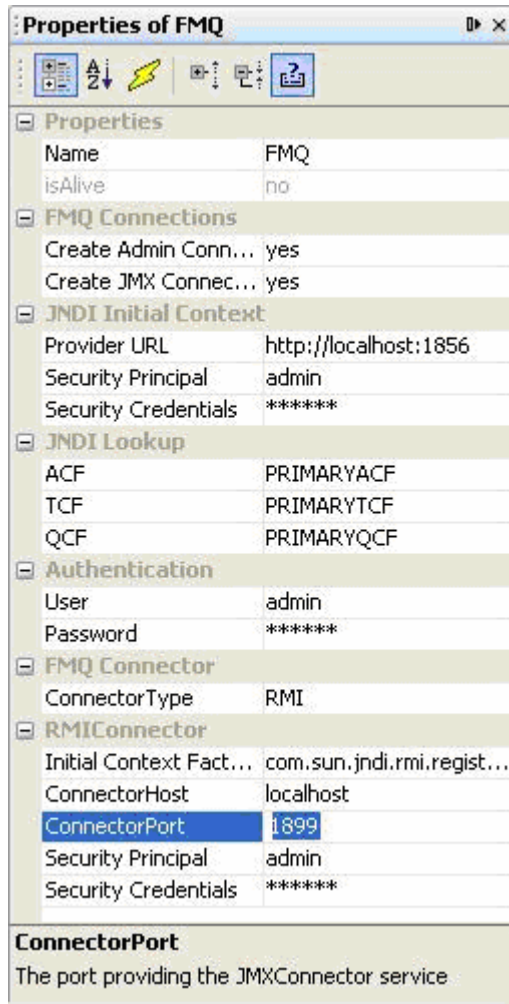 Properties of FMQ
Properties
Name FMQ
isAlive no
FMQ Connections
Create Admin Conn... yes
Create JMX Connec... yes
JNDI Initial Context
Provider URL http://localhost:1856
Security Principal admin
Security Credentials ******
JNDI Lookup
ACF PRIMARYACF
TCF PRIMARYTCF
QCF PRIMARYQCF
Authentication
User admin
Password ******
FMQ Connector
ConnectorType RMI
RMIConnector
Initial Context Fact... com.sun.jndi.rmi.regist...
ConnectorHost localhost
ConnectorPort 1899
Security Principal admin
Security Credentials ******
ConnectorPort
The port providing the JMXConnector service